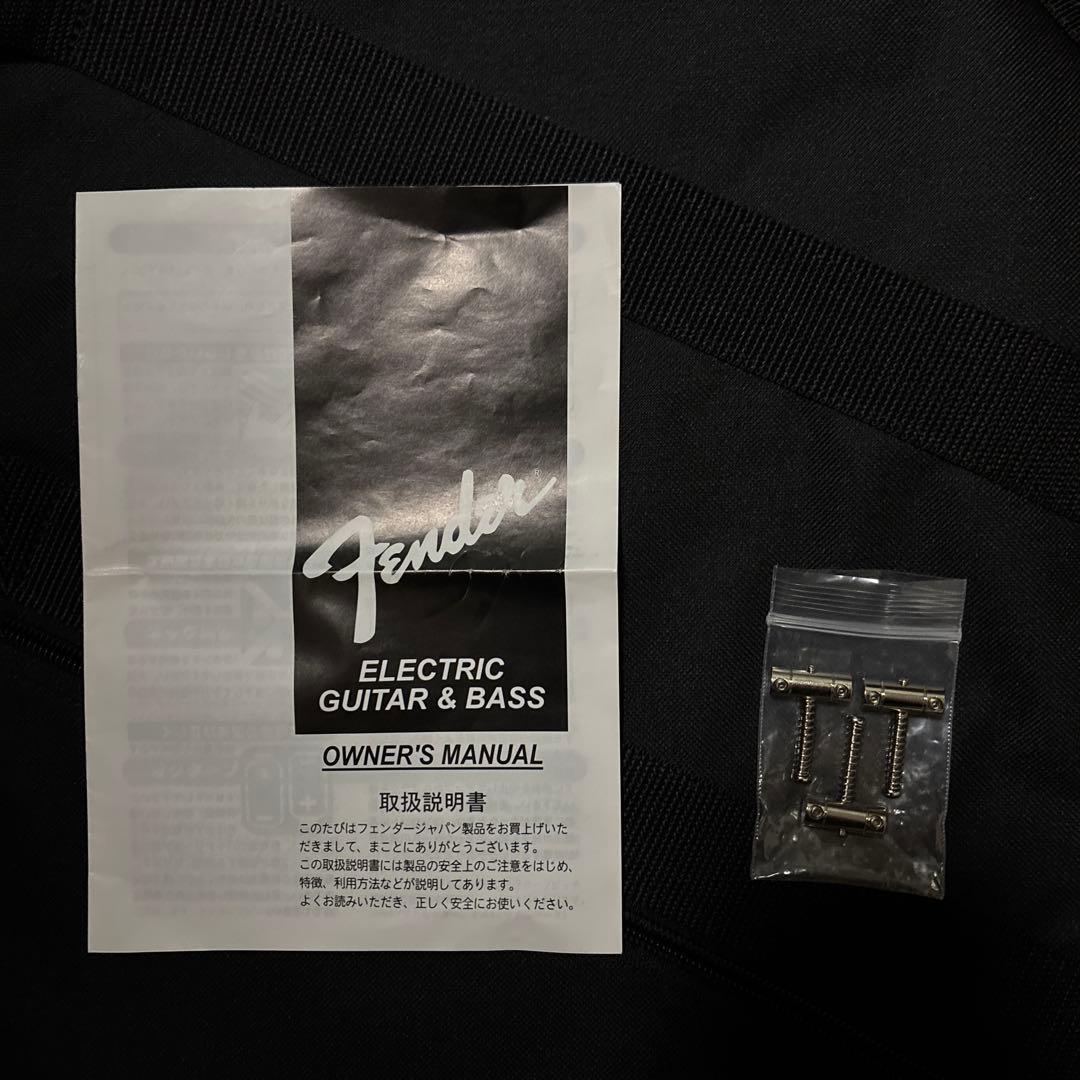 Fender®
ELECTRIC
GUITAR & BASS
OWNER'S MANUAL
取扱説明書
このたびはフェンダージャパン製品をお買上げいた
だきまして、まことにありがとうございます。
この取扱説明書には製品の安全上のご注意をはじめ、
特徴、利用方法などが説明してあります。
よくお読みいただき、正しく安全にお使いください。